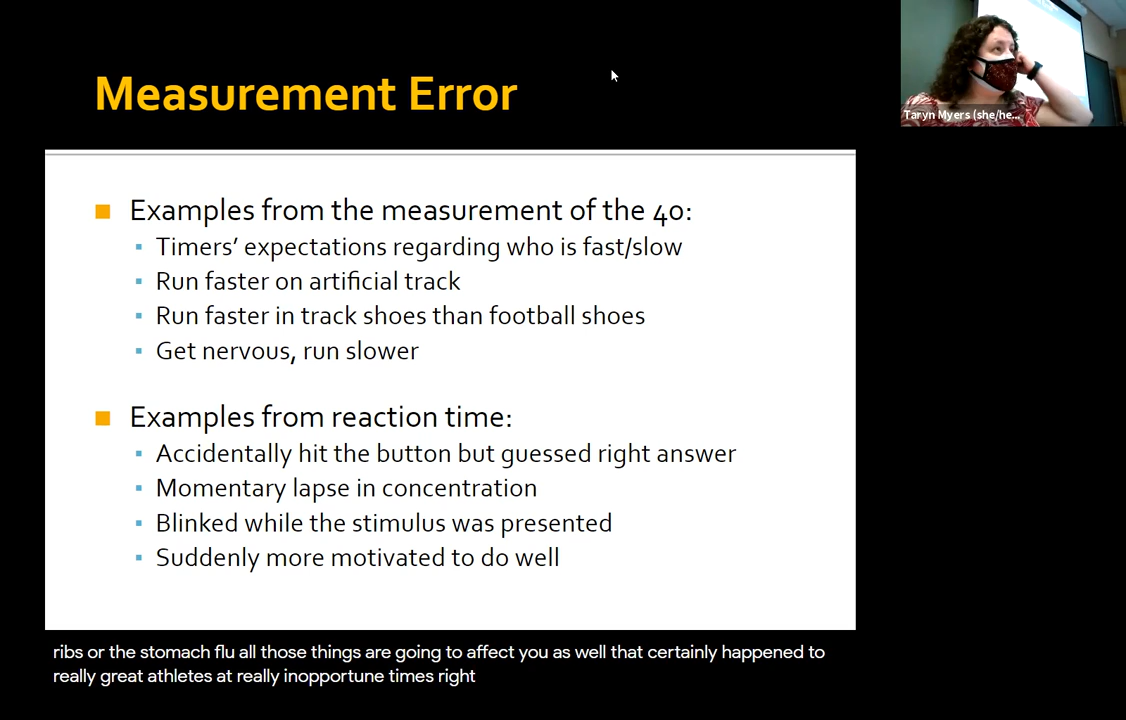 Measurement Error
Taryn Myers (she/he...
Examples from the measurement of the 40:
Timers' expectations regarding who is fast/slow
Run faster on artificial track
Run faster in track shoes than football shoes
Get nervous, run slower
Examples from reaction time:
Accidentally hit the button but guessed right answer
Momentary lapse in concentration
Blinked while the stimulus was presented
Suddenly more motivated to do well
ribs or the stomach flu all those things are going to affect you as well that certainly happened to
really great athletes at really inopportune times right